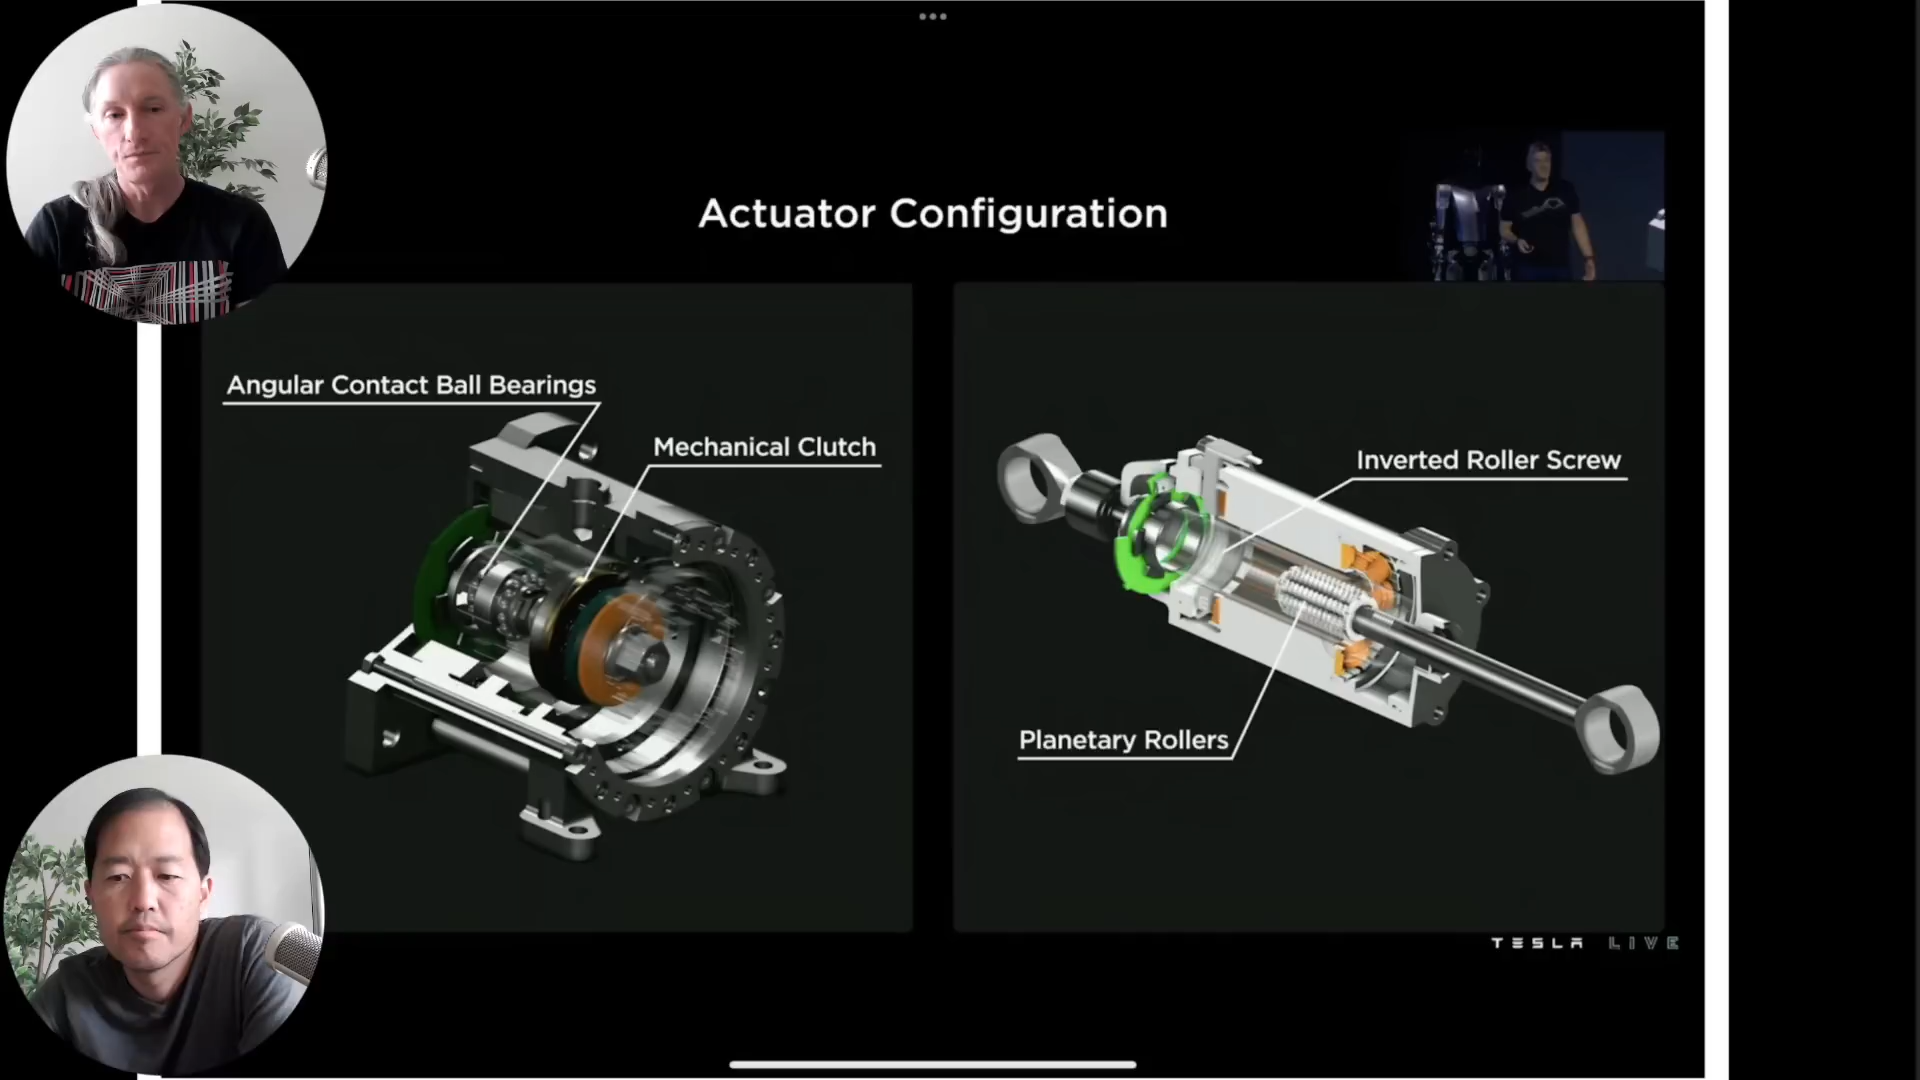 Actuator Configuration
Angular Contact Ball Bearings
Mechanical Clutch
Inverted Roller Screw
Planetary Rollers
TESLA LIVE